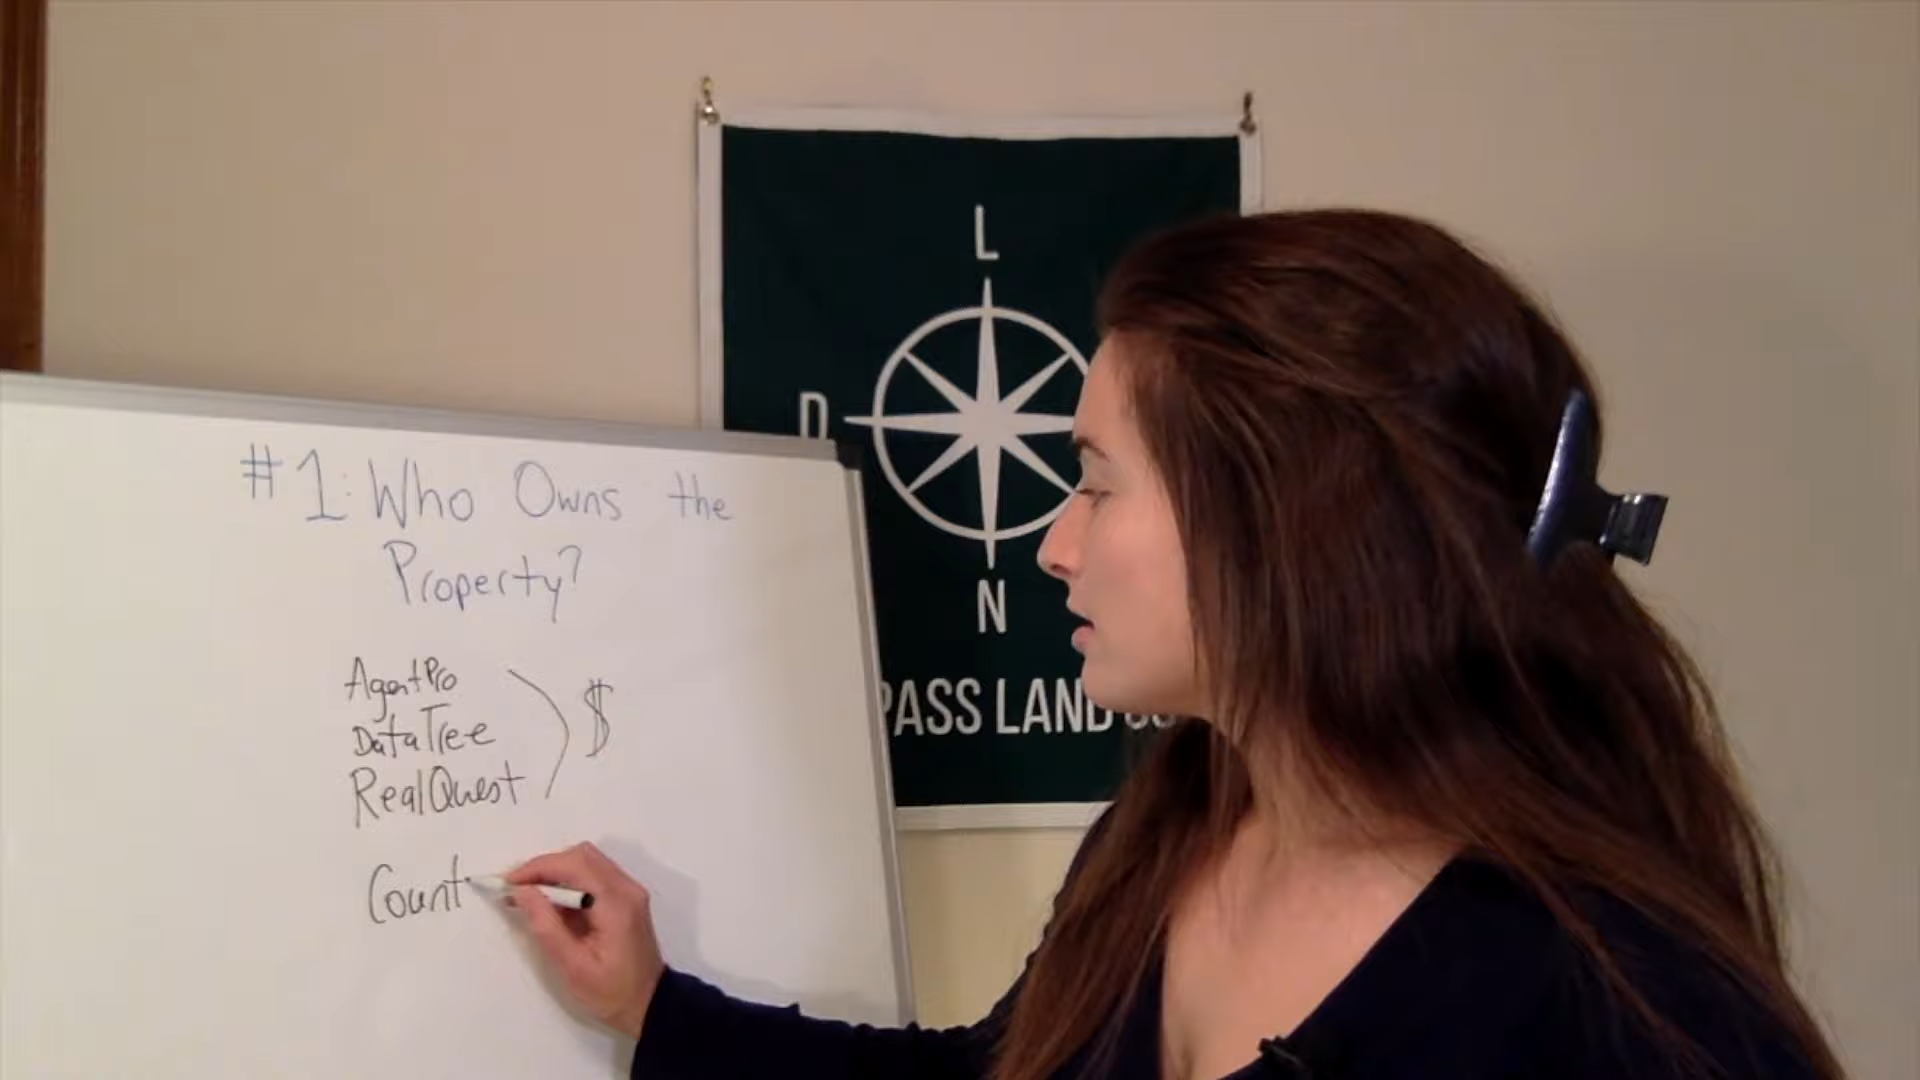 #1: Who Owns the
Property?
AgentPro
DataTree
RealQuest
$
Count
L
D
N
PASS LAND